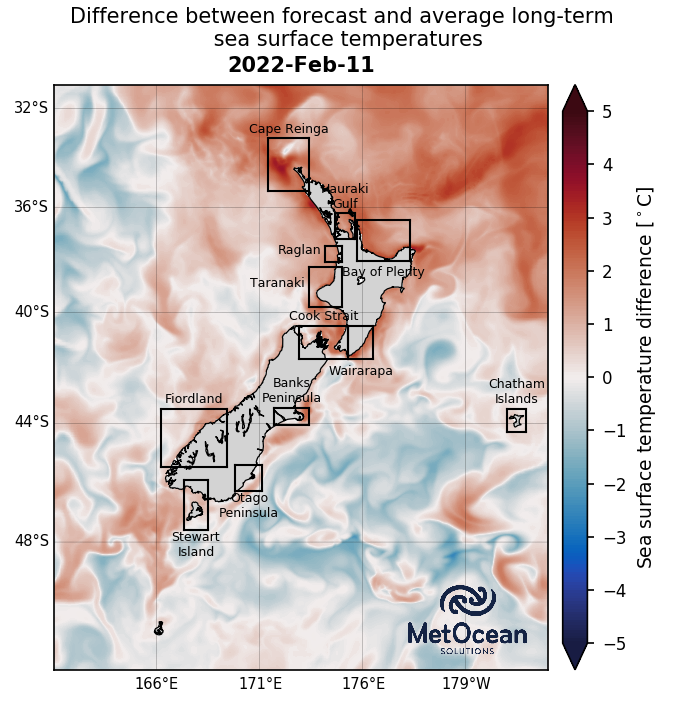 Difference between forecast and average long-term
sea surface temperatures
2022-Feb-11
32°S
36°S
40°S
44°S
48°S
166°E
171°E
176°E
179°W
Cape Reinga
Hauraki
Gulf
Raglan
Bay of Plenty
Taranaki
Cook Strait
Wairarapa
Banks
Peninsula
Fiordland
Chatham
Islands
Otago
Peninsula
Stewart
Island
MetOcean
SOLUTIONS
5
4
3
2
1
0
−1
−2
−3
−4
−5
Sea surface temperature difference [°C]